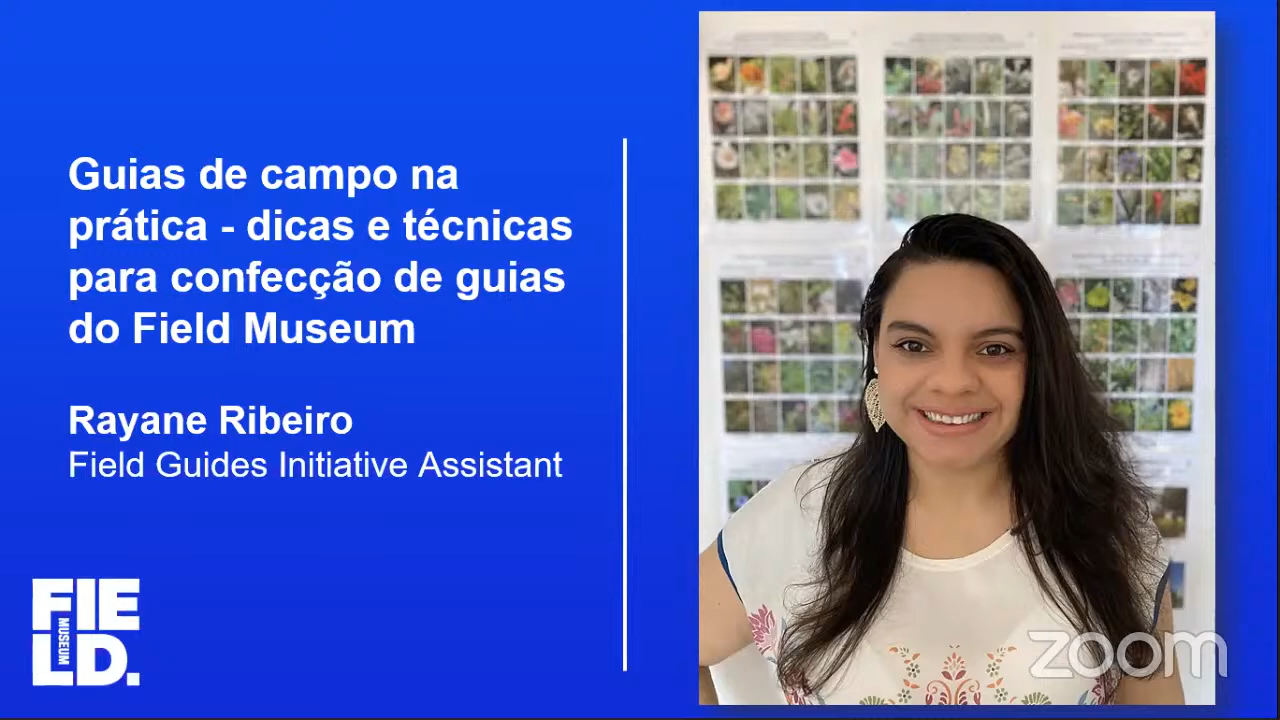 Guias de campo na
prática - dicas e técnicas
para confecção de guias
do Field Museum
Rayane Ribeiro
Field Guides Initiative Assistant
FIE
MUSEUM
LD.
zoom